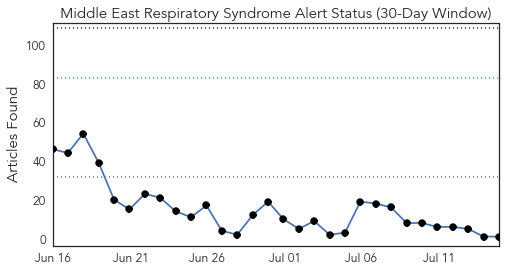 Middle East Respiratory Syndrome Alert Status (30-Day Window)
Articles Found
100
80
60
40
20
0
Jun 16 Jun 21 Jun 26 Jul 01 Jul 06 Jul 11